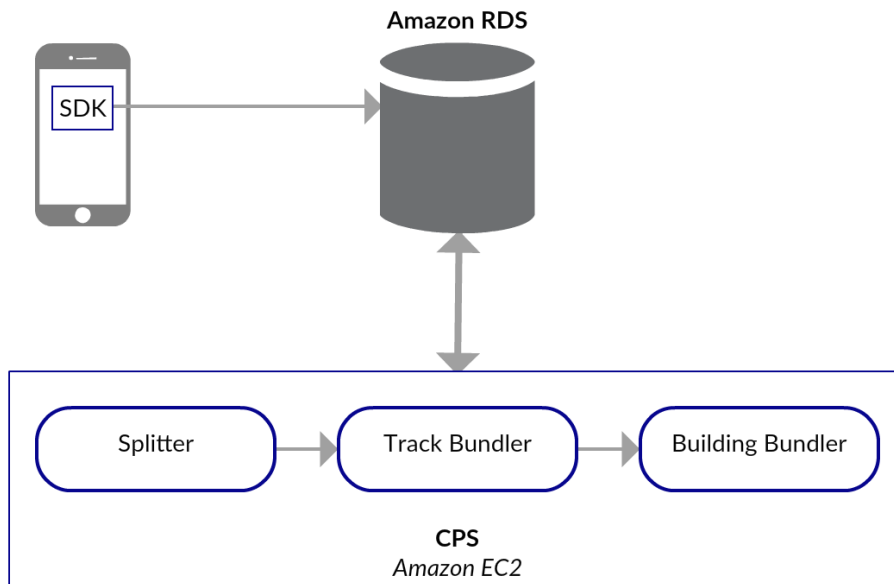 Amazon RDS
SDK
Splitter
Track Bundler
Building Bundler
CPS
Amazon EC2